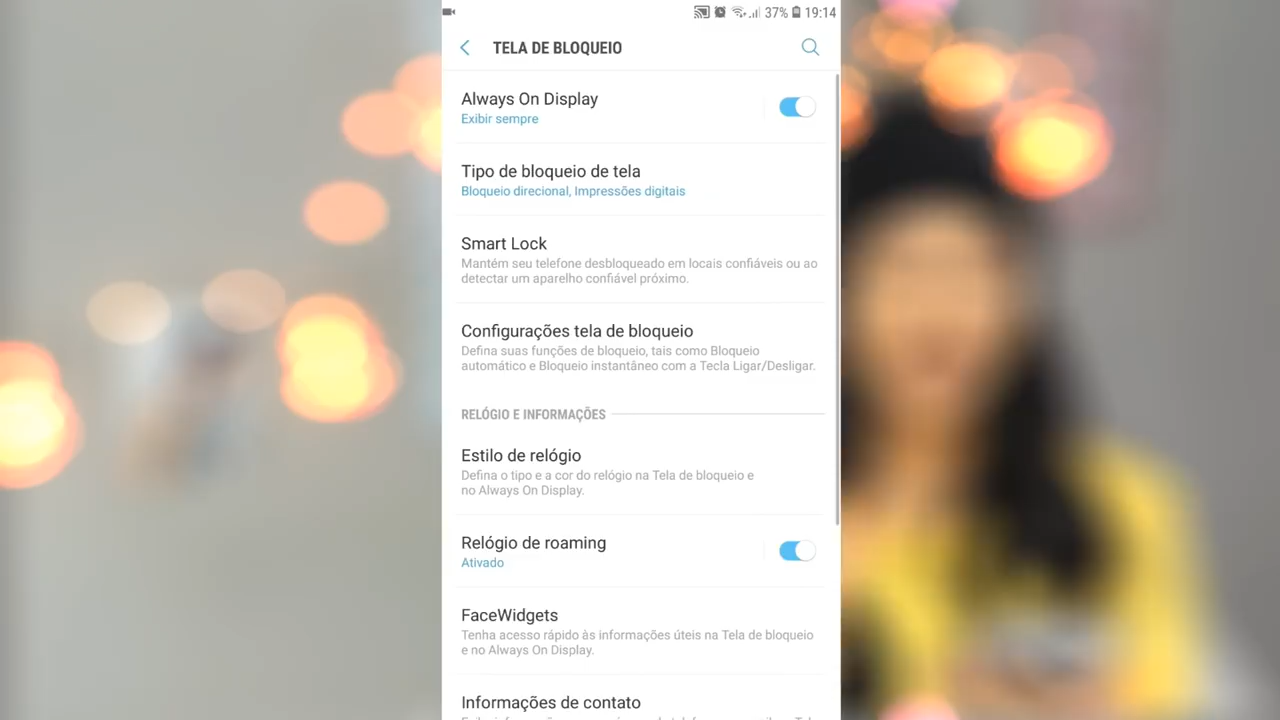 37% 19:14
TELA DE BLOQUEIO
Always On Display
Exibir sempre
Tipo de bloqueio de tela
Bloqueio direcional, Impressões digitais
Smart Lock
Mantém seu telefone desbloqueado em locais confiáveis ou ao
detectar um aparelho confiável próximo.
Configurações tela de bloqueio
Defina suas funções de bloqueio, tais como Bloqueio
automático e Bloqueio instantâneo com a Tecla Ligar/Desligar.
RELÓGIO E INFORMAÇÕES
Estilo de relógio
Defina o tipo e a cor do relógio na Tela de bloqueio e
no Always On Display.
Relógio de roaming
Ativado
FaceWidgets
Tenha acesso rápido às informações úteis na Tela de bloqueio
e no Always On Display.
Informações de contato